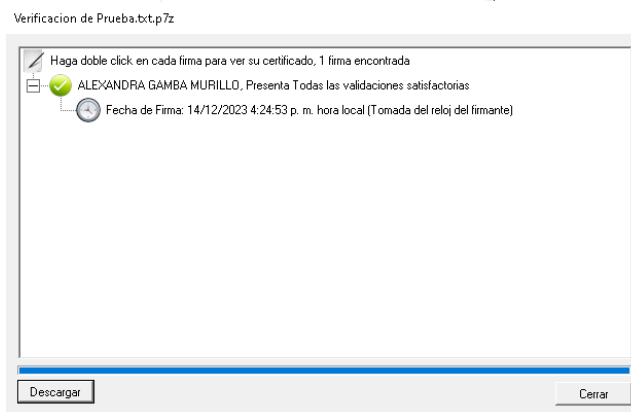 Verificacion de Prueba.txt.p7z
Haga doble click en cada firma para ver su certificado, 1 firma encontrada
ALEXANDRA GAMBA MURILLO, Presenta Todas las validaciones satisfactorias
Fecha de Firma: 14/12/2023 4:24:53 p. m. hora local (Tomada del reloj del firmante)
Descargar
Cerrar